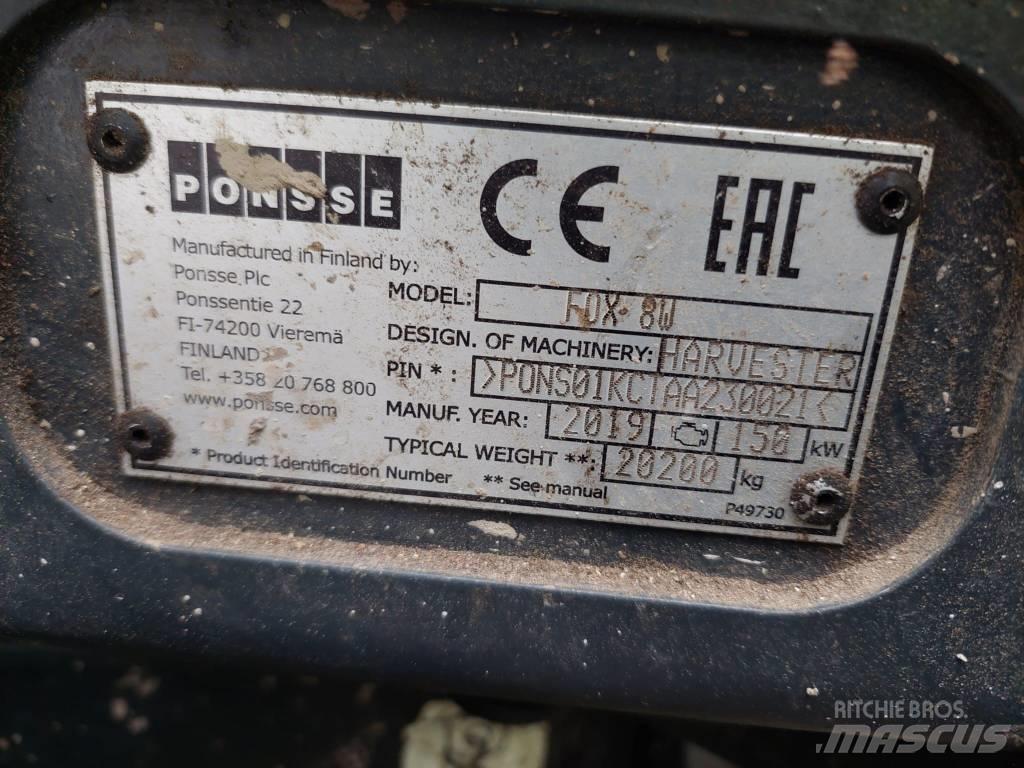 PONSSE
CE
EAC
Manufactured in Finland by:
Ponsse Plc
Ponssentie 22
FI-74200 Vieremä
FINLAND
Tel. +358 20 768 800
www.ponsse.com
MODEL: FOX 8W
DESIGN. OF MACHINERY: HARVESTER
PIN * : >PONS01KCTAA230021<
MANUF. YEAR: 2019 150 kW
TYPICAL WEIGHT **: 20200 kg
* Product Identification Number ** See manual
P49730
RITCHIE BROS.
MASCUS